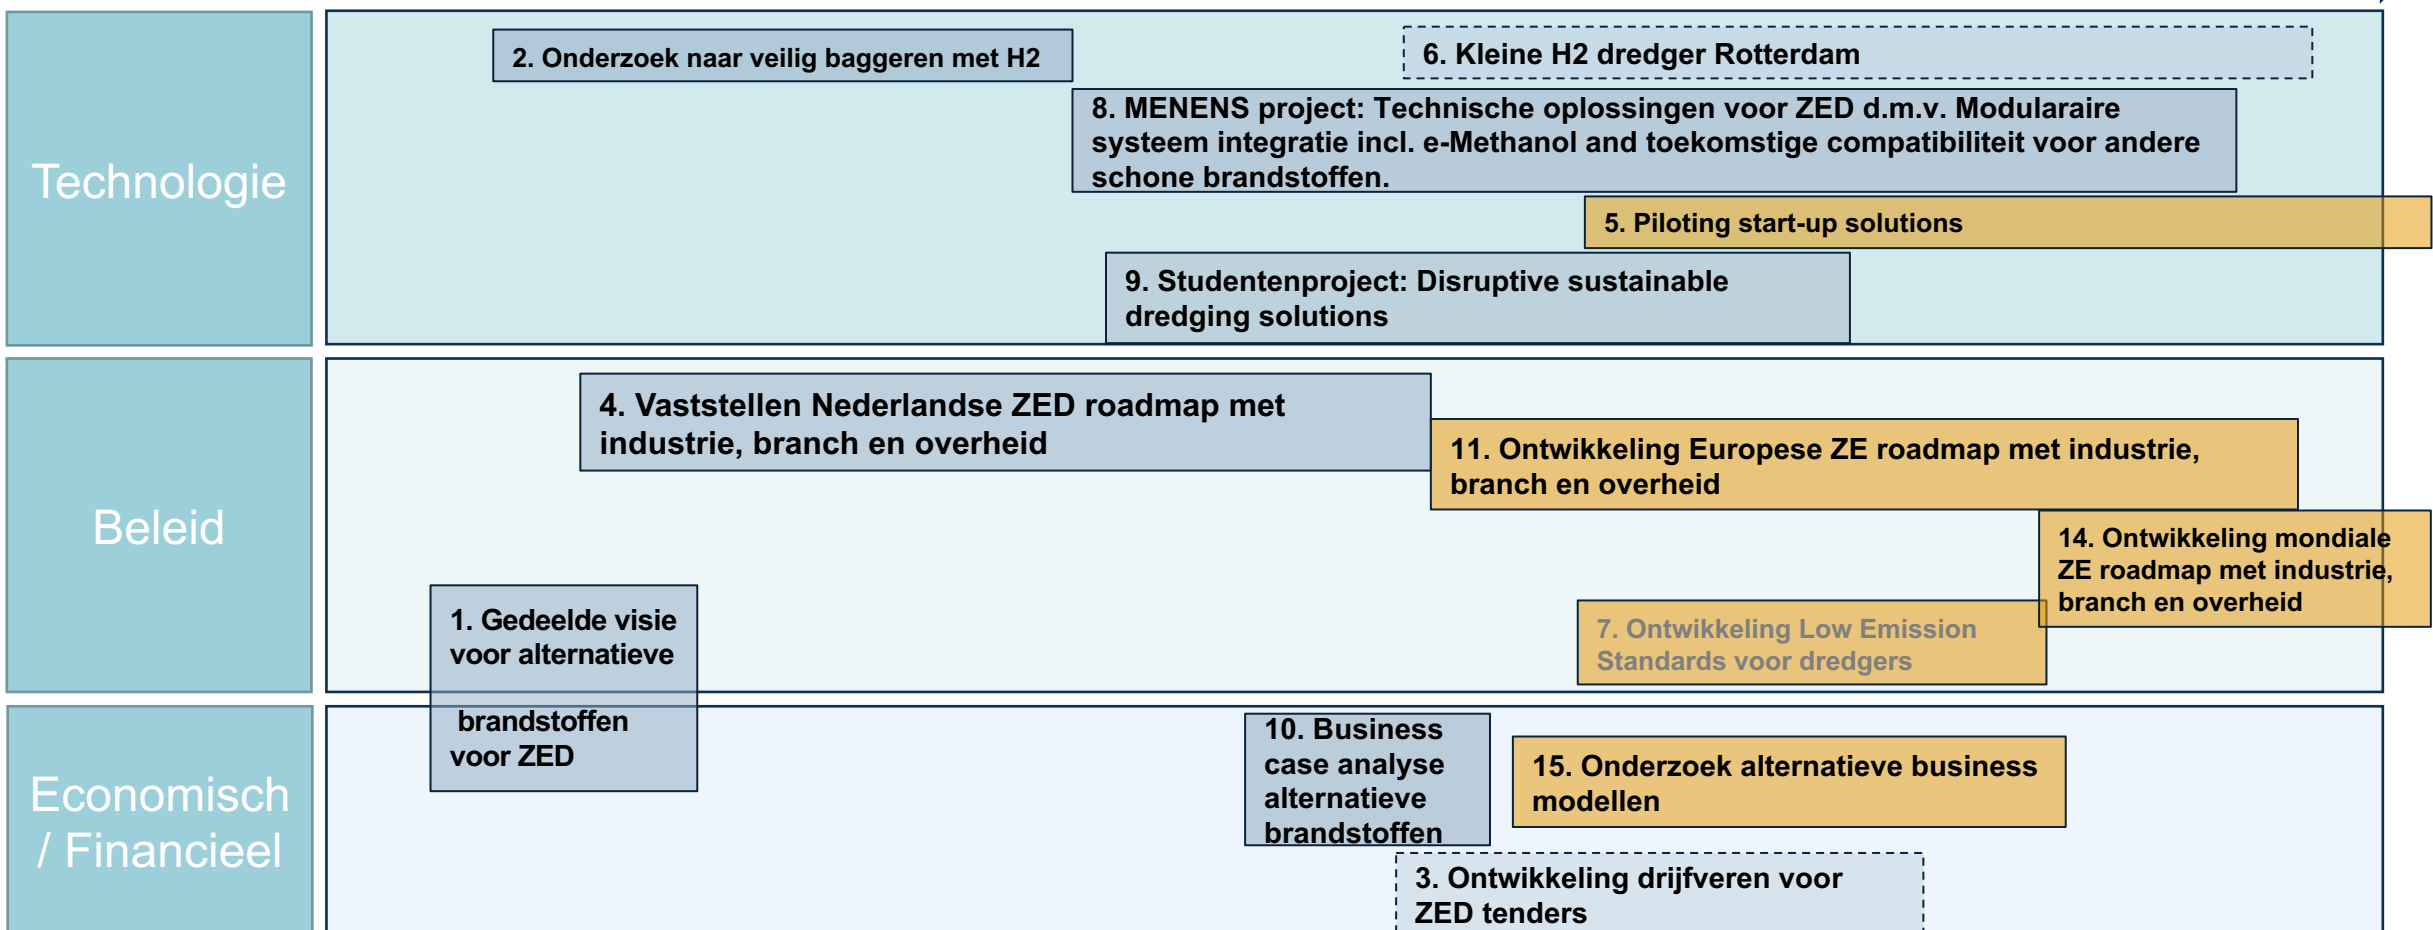 Technologie
2. Onderzoek naar veilig baggeren met H2
6. Kleine H2 dredger Rotterdam
8. MENENS project: Technische oplossingen voor ZED d.m.v. Modularaire
systeem integratie incl. e-Methanol and toekomstige compatibiliteit voor andere
schone brandstoffen.
5. Piloting start-up solutions
9. Studentenproject: Disruptive sustainable
dredging solutions
Beleid
4. Vaststellen Nederlandse ZED roadmap met
industrie, branch en overheid
11. Ontwikkeling Europese ZE roadmap met industrie,
branch en overheid
14. Ontwikkeling mondiale
ZE roadmap met industrie,
branch en overheid
1. Gedeelde visie
voor alternatieve
brandstoffen
voor ZED
7. Ontwikkeling Low Emission
Standards voor dredgers
Economisch
/ Financieel
10. Business
case analyse
alternatieve
brandstoffen
15. Onderzoek alternatieve business
modellen
3. Ontwikkeling drijfveren voor
ZED tenders